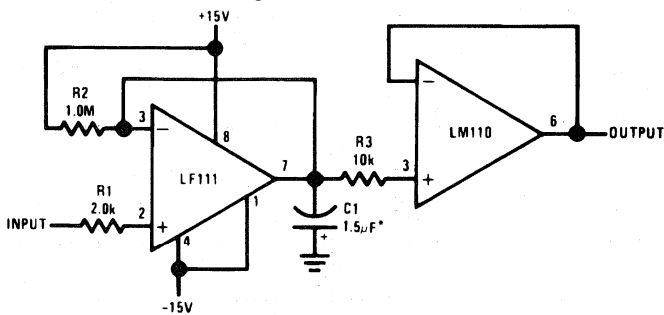 +15V
R2
1.0M
3
8
LF111
7
1
R1
2.0k
INPUT
2
4
-15V
R3
10k
C1
1.5µF*
+
3
LM110
6
OUTPUT